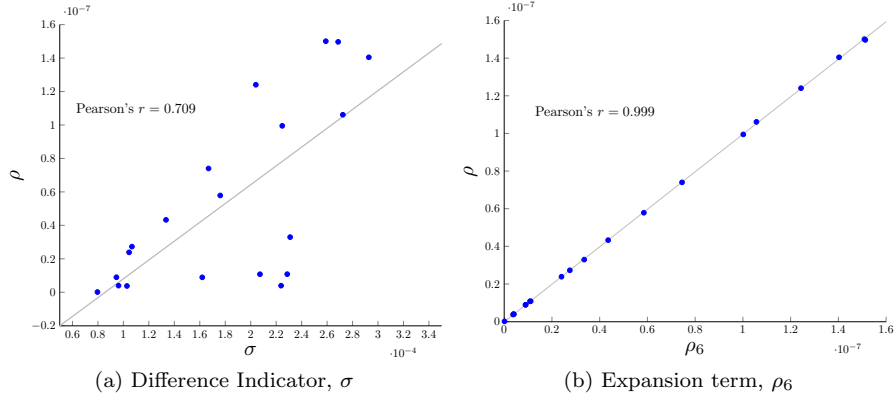 ·10⁻⁷
1.6
1.4
1.2
1
0.8
0.6
0.4
0.2
0
−0.2
ρ
Pearson's r = 0.709
0.6 0.8 1 1.2 1.4 1.6 1.8 2 2.2 2.4 2.6 2.8 3 3.2 3.4
σ
·10⁻⁴
(a) Difference Indicator, σ
·10⁻⁷
1.6
1.4
1.2
1
0.8
0.6
0.4
0.2
0
ρ
Pearson's r = 0.999
0 0.2 0.4 0.6 0.8 1 1.2 1.4 1.6
ρ₆
·10⁻⁷
(b) Expansion term, ρ₆